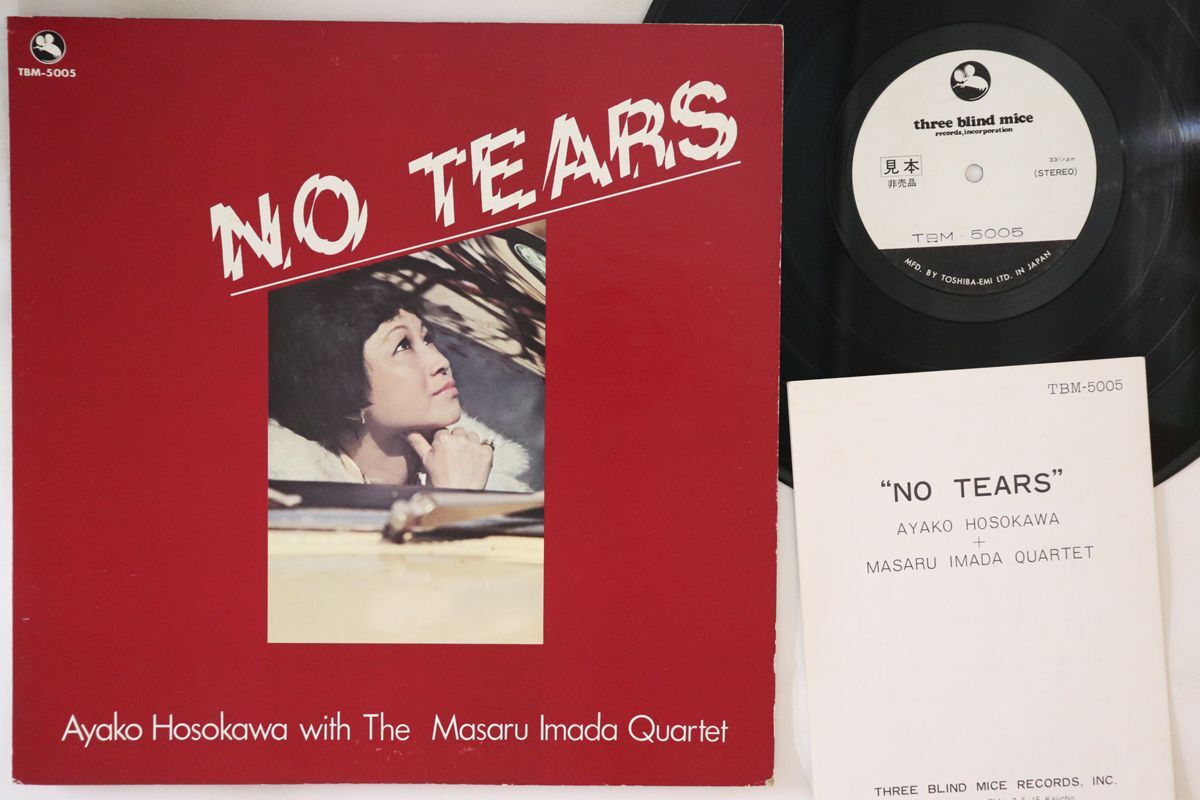 TBM-5005
NO TEARS
Ayako Hosokawa with The Masaru Imada Quartet
three blind mice
records, incorporation
見本
非売品
33⅓rpm
(STEREO)
TBM-5005
MFD. BY TOSHIBA-EMI LTD. IN JAPAN
TBM-5005
“NO TEARS”
AYAKO HOSOKAWA
+
MASARU IMADA QUARTET
THREE BLIND MICE RECORDS, INC.